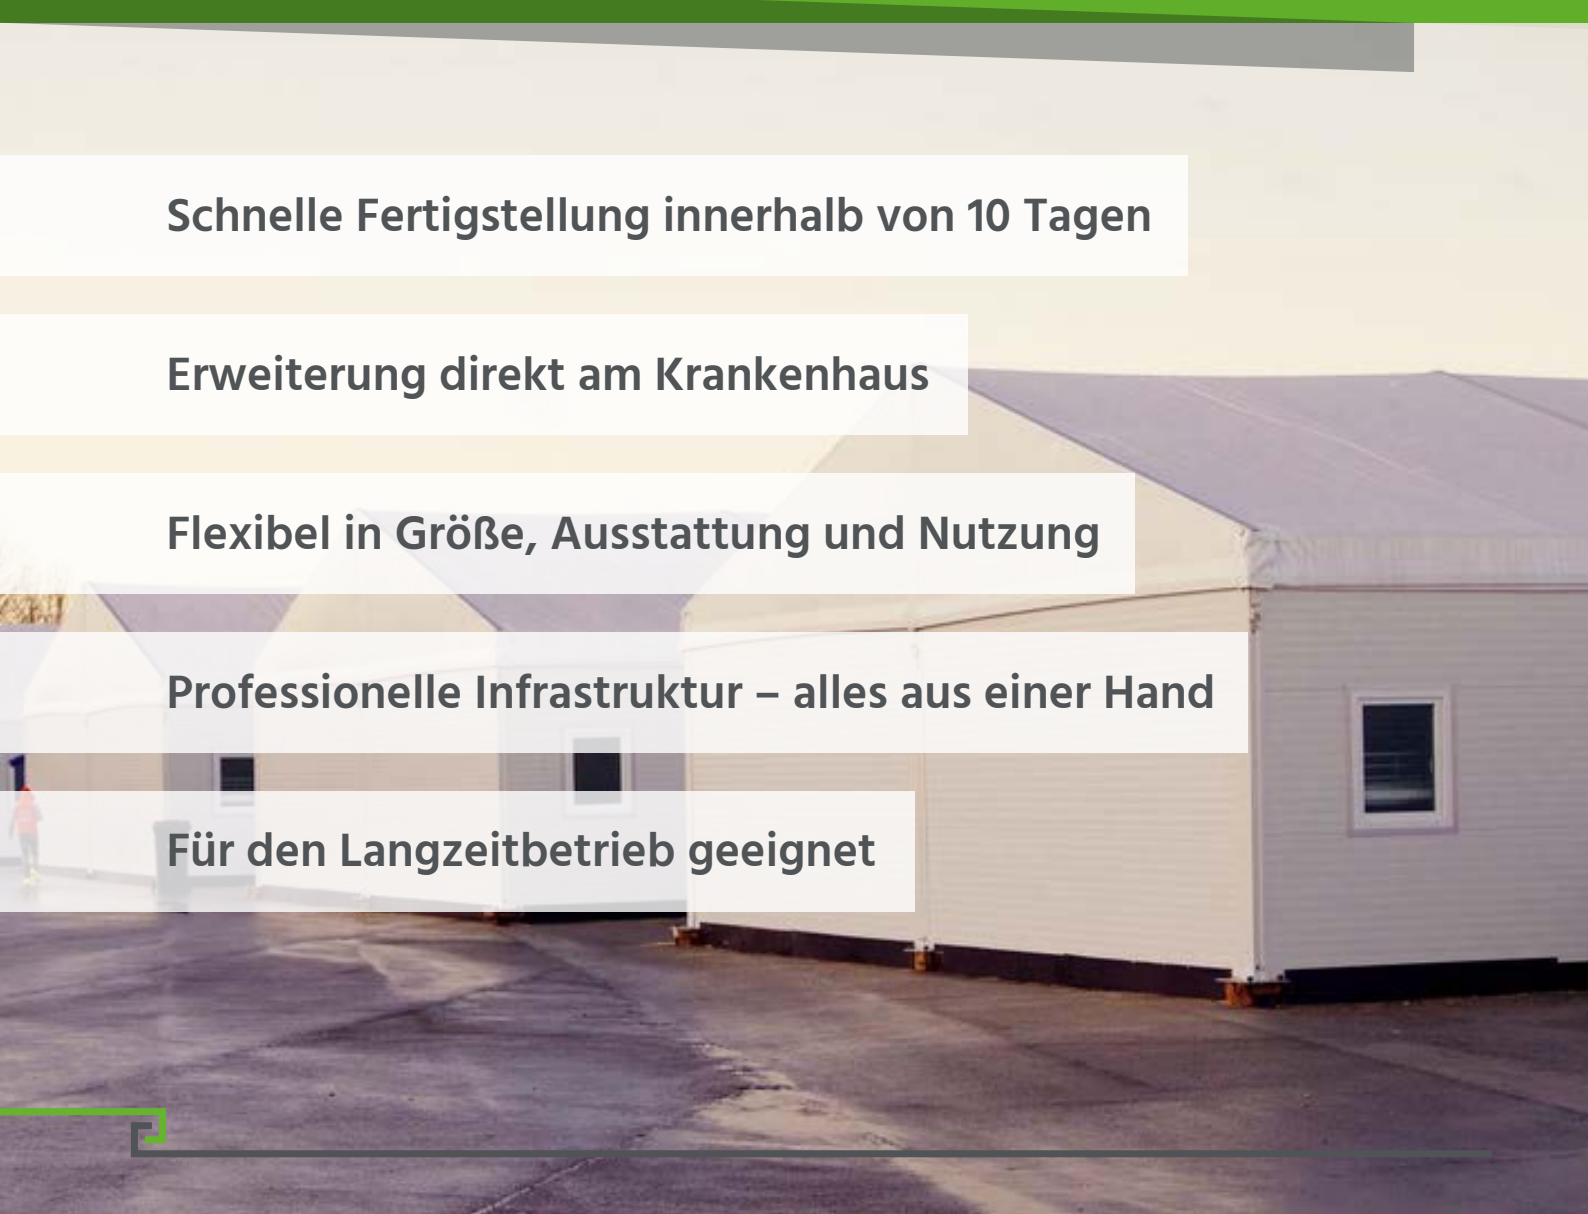 Schnelle Fertigstellung innerhalb von 10 Tagen
Erweiterung direkt am Krankenhaus
Flexibel in Größe, Ausstattung und Nutzung
Professionelle Infrastruktur – alles aus einer Hand
Für den Langzeitbetrieb geeignet